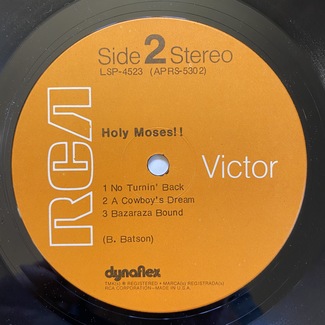 Side 2 Stereo
LSP-4523 (APRS-5302)
RCA
Holy Moses!!
Victor
1 No Turnin' Back
2 A Cowboy's Dream
3 Bazaraza Bound
(B. Batson)
dynaflex
TMK(s) ® REGISTERED • MARCA(s) REGISTRADA(s)
RCA CORPORATION—MADE IN U.S.A.